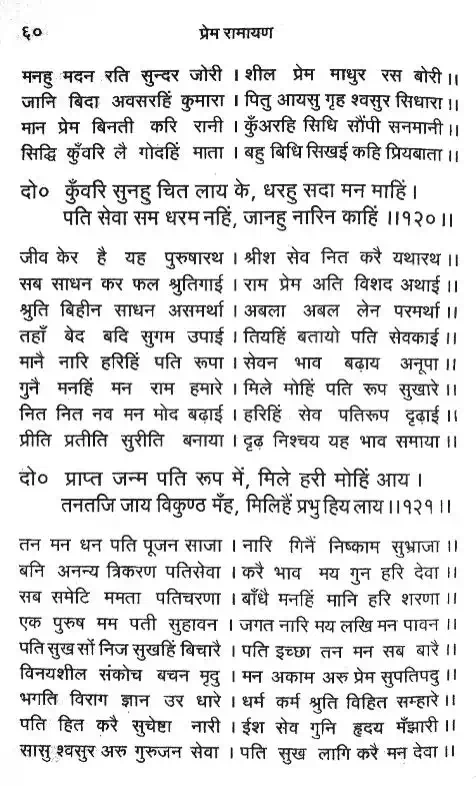 ६०
प्रेम रामायण
मनहु मदन रति सुन्दर जोरी । शील प्रेम माधुर रस बोरी ।।
जानि बिदा अवसरहिं कुमारा । पितु आयसु गृह श्वसुर सिधारा ।।
मान प्रेम बिनती करि रानी । कुँअरहि सिधि सौंपी सनमानी ।।
सिद्धि कुँवरि लै गोदहिं माता । बहु बिधि सिखई कहि प्रियबाता ।।
दो० कुँवरि सुनहु चित लाय के, धरहु सदा मन माहिं ।
पति सेवा सम धरम नहिं, जानहु नारिन काहिं ।।१२०।।
जीव केर है यह पुरुषारथ । श्रीश सेव नित करै यथारथ ।।
सब साधन कर फल श्रुतिगाई । राम प्रेम अति विशद अथाई ।।
श्रुति बिहीन साधन असमर्था । अबला अबल लेन परमर्था ।।
तहाँ बेद बदि सुगम उपाई । तियहिं बतायो पति सेवकाई ।।
मानै नारि हरिहिं पति रूपा । सेवन भाव बढ़ाय अनूपा ।।
गुनै मनहिं मन राम हमारे । मिले मोहिं पति रूप सुखारे ।।
नित नित नव मन मोद बढ़ाई । हरिहिं सेव पतिरूप दृढ़ाई ।।
प्रीति प्रतीति सुरीति बनाया । दृढ़ निश्चय यह भाव समाया ।।
दो० प्राप्त जन्म पति रूप में, मिले हरी मोहिं आय ।
तनतजि जाय विकुण्ठ मँह, मिलिहैं प्रभु हिय लाय ।।१२१।।
तन मन धन पति पूजन साजा । नारि गिनैं निष्काम सुभ्राजा ।।
बनि अनन्य त्रिकरण पतिसेवा । करै भाव मय गुन हरि देवा ।।
सब समेटि ममता पतिचरणा । बाँधै मनहिं मानि हरि शरणा ।।
एक पुरुष मम पती सुहावन । जगत नारि मय लखि मन पावन ।।
पति सुख सों निज सुखहिं बिचारै । पति इच्छा तन मन सब बारै ।।
विनयशील संकोच बचन मृदु । मन अकाम अरु प्रेम सुपतिपदु ।।
भगति विराग ज्ञान उर धारे । धर्म कर्म श्रुति विहित सम्हारे ।।
पति हित करै सुचेष्टा नारी । ईश सेव गुनि हृदय मँझारी ।।
सासु श्वसुर अरु गुरुजन सेवा । पति सुख लागि करै मन देवा ।।